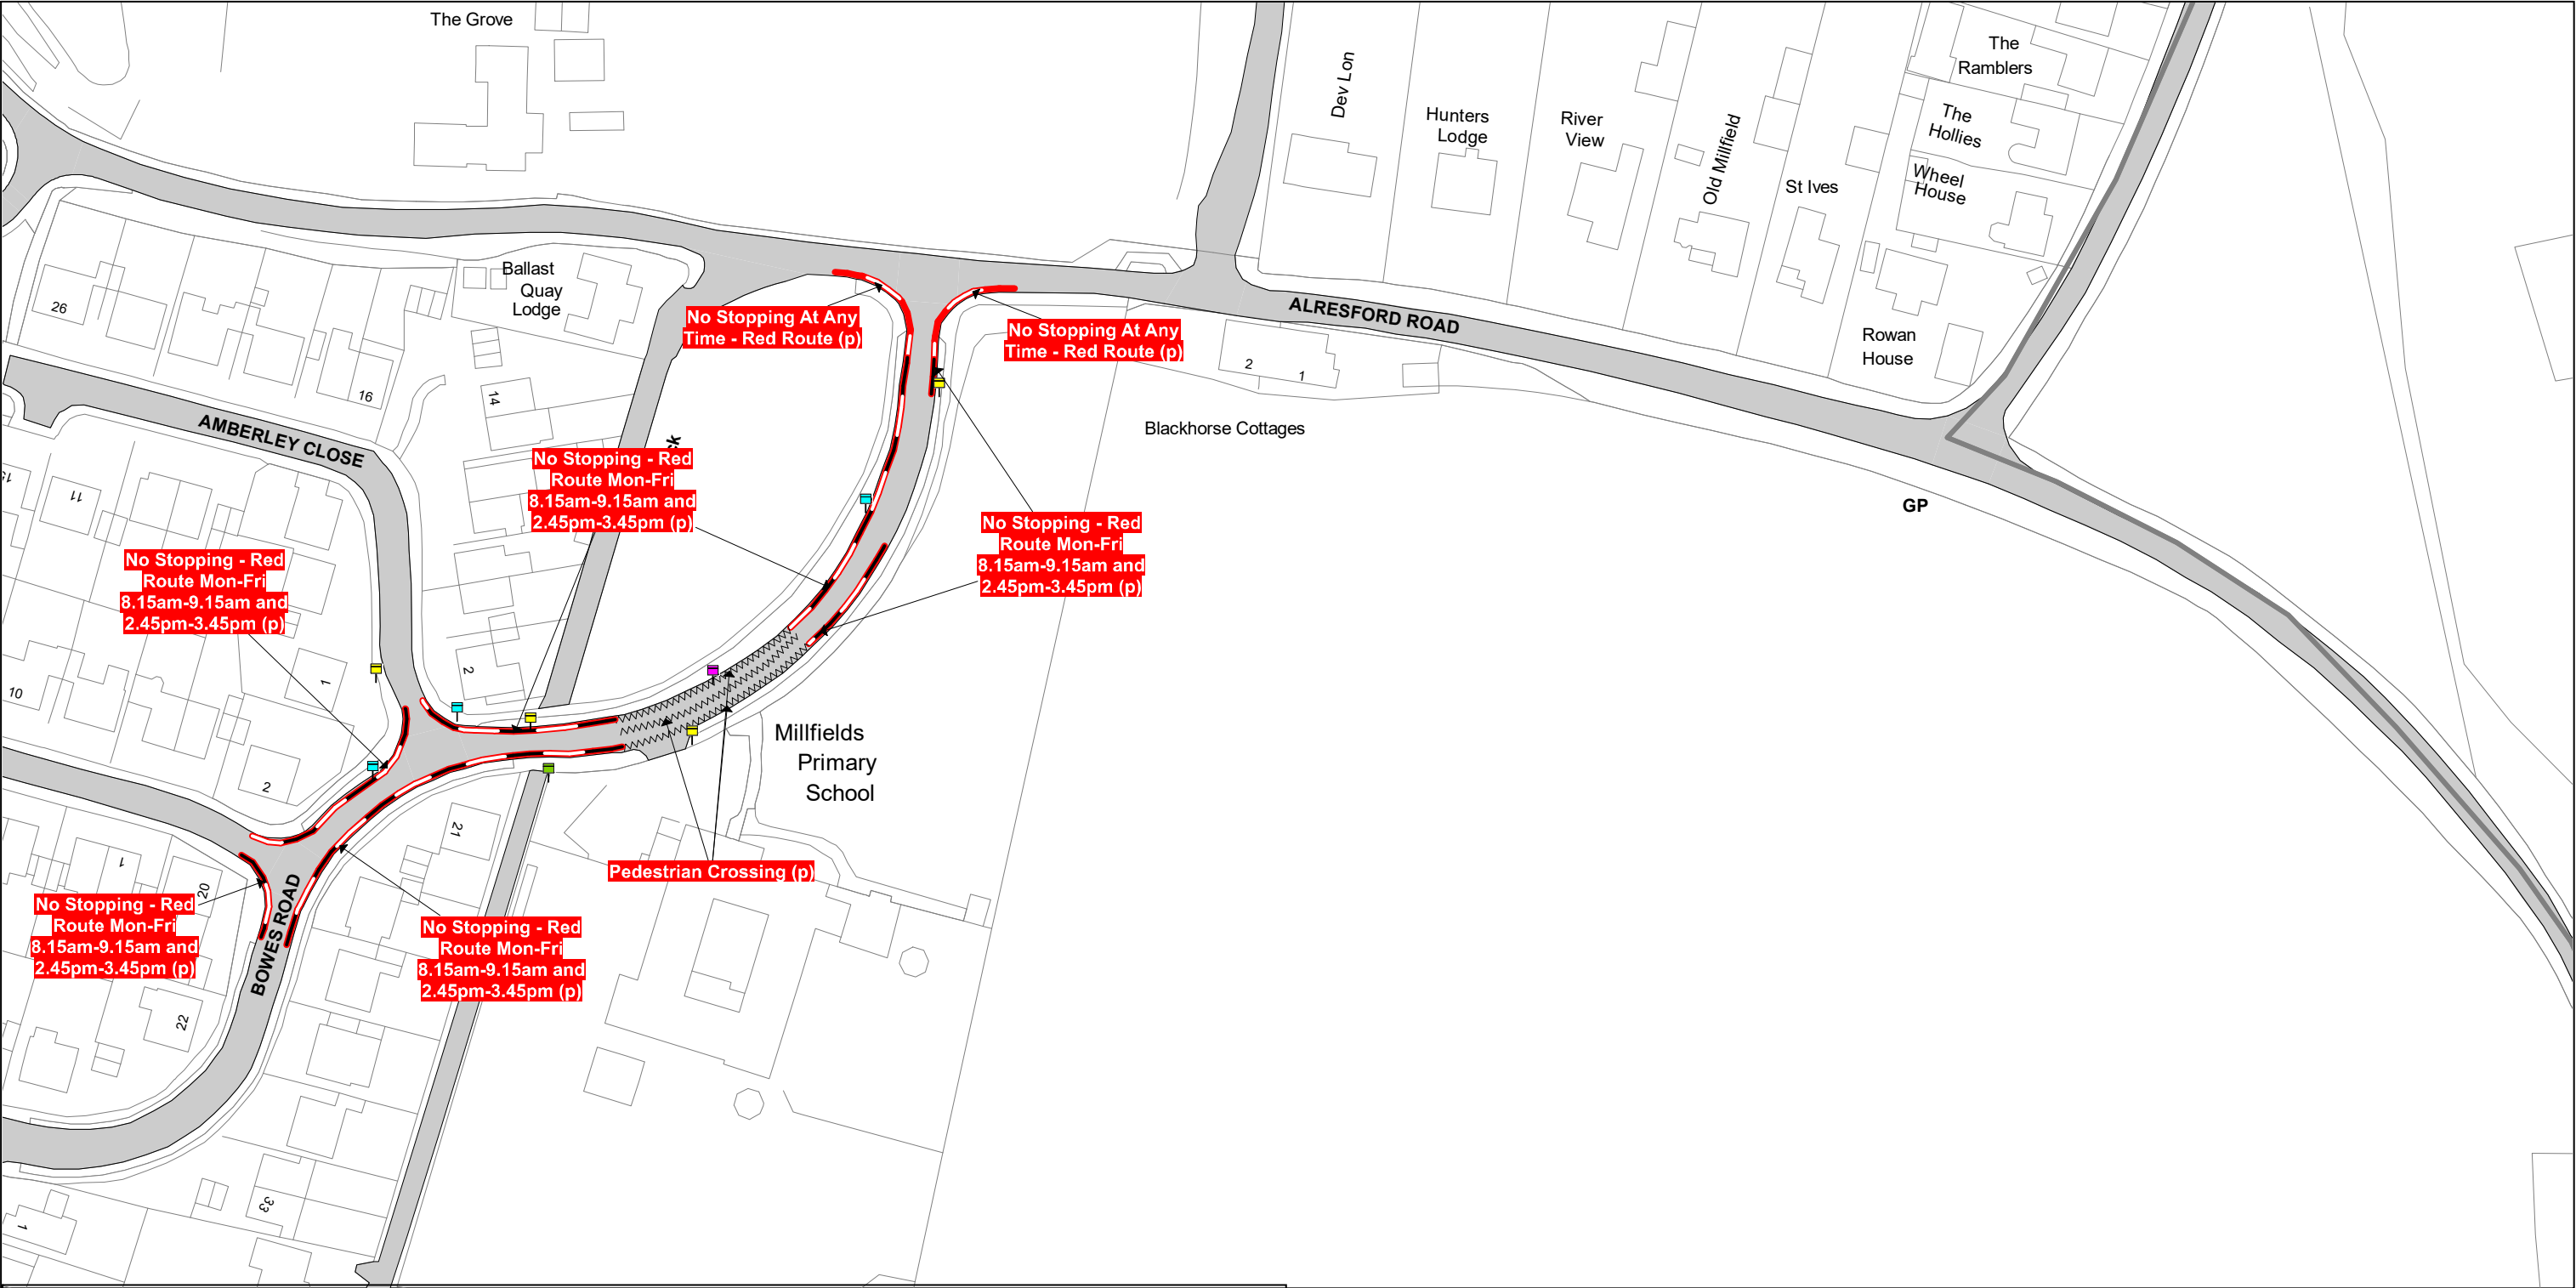 The Grove
Dev Lon
Hunters
Lodge
River
View
Old Millfield
St Ives
The
Ramblers
The
Hollies
Wheel
House
Rowan
House
Ballast
Quay
Lodge
26
16
14
No Stopping At Any
Time - Red Route (p)
No Stopping At Any
Time - Red Route (p)
ALRESFORD ROAD
2
1
Blackhorse Cottages
AMBERLEY CLOSE
11
No Stopping - Red
Route Mon-Fri
8.15am-9.15am and
2.45pm-3.45pm (p)
No Stopping - Red
Route Mon-Fri
8.15am-9.15am and
2.45pm-3.45pm (p)
GP
No Stopping - Red
Route Mon-Fri
8.15am-9.15am and
2.45pm-3.45pm (p)
10
1
2
2
Millfields
Primary
School
21
1
20
Pedestrian Crossing (p)
BOWES ROAD
No Stopping - Red
Route Mon-Fri
8.15am-9.15am and
2.45pm-3.45pm (p)
No Stopping - Red
Route Mon-Fri
8.15am-9.15am and
2.45pm-3.45pm (p)
22
33
1